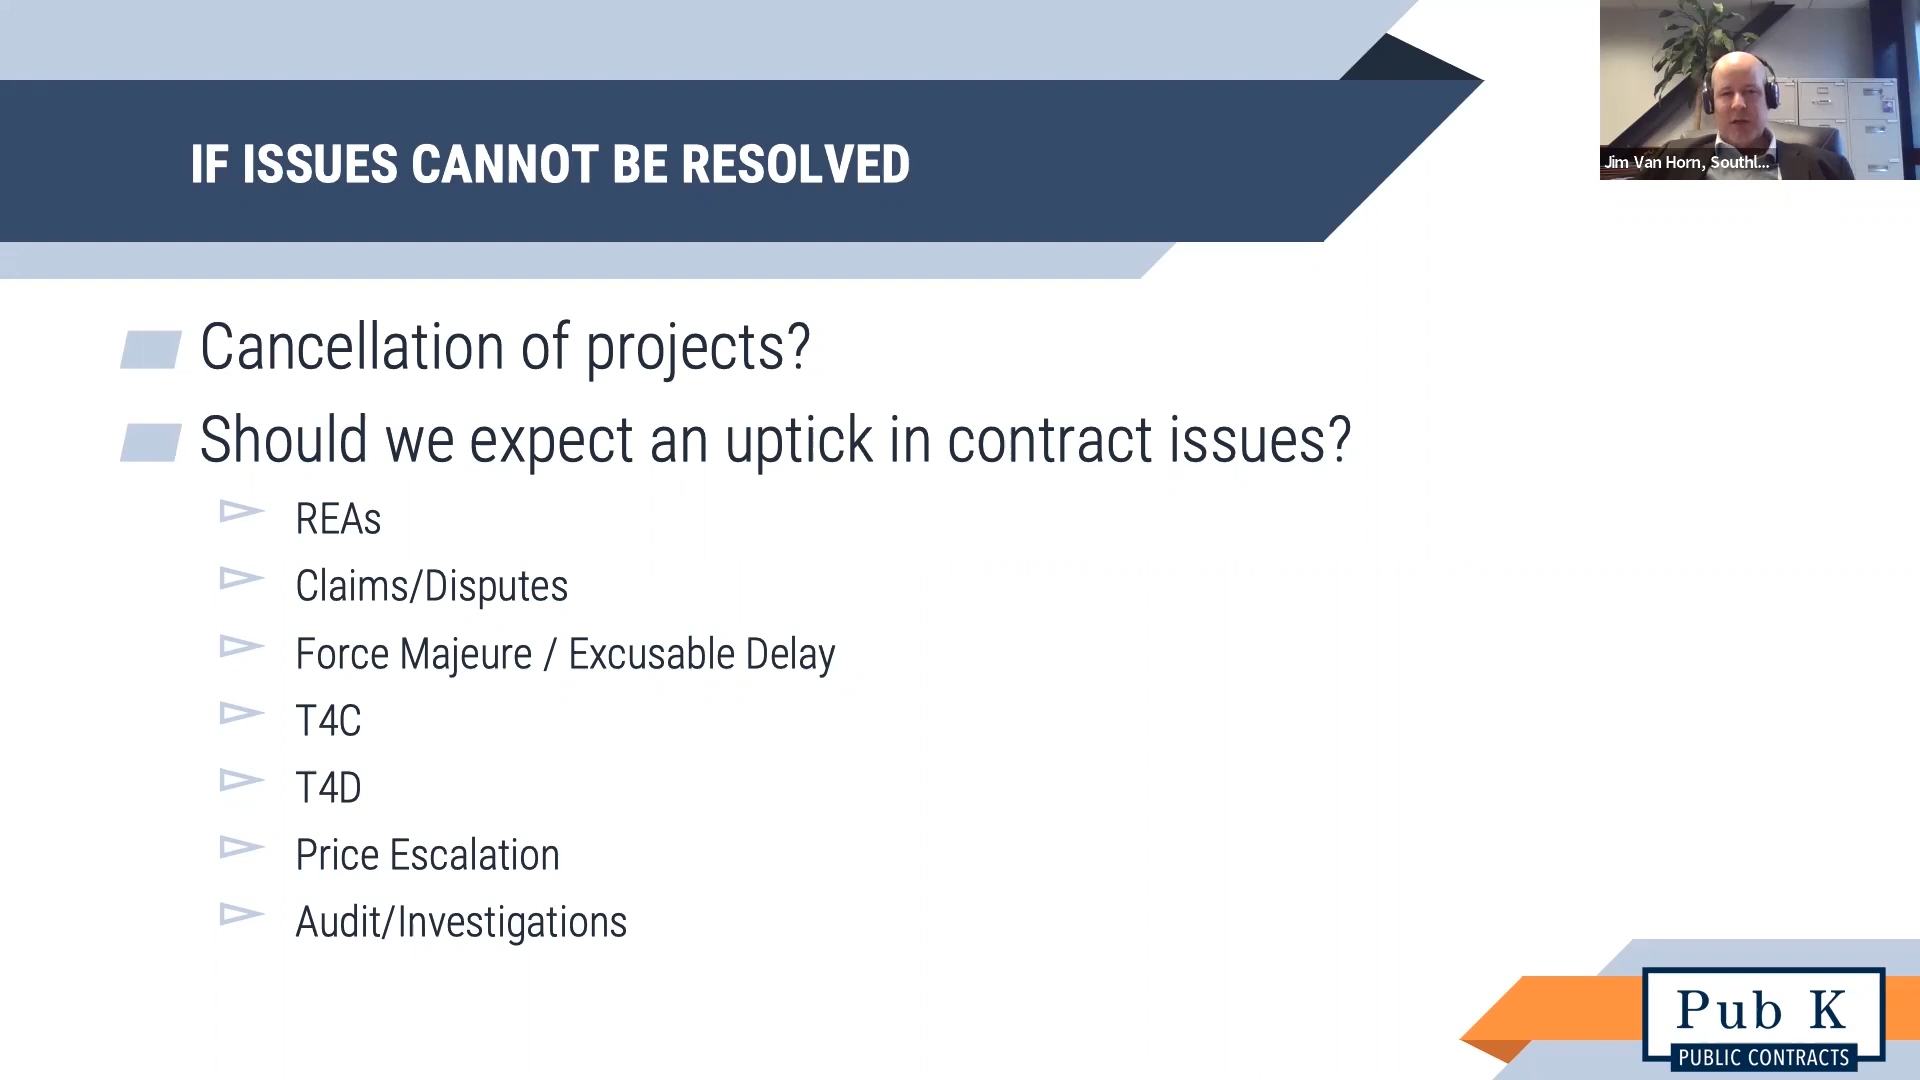 IF ISSUES CANNOT BE RESOLVED
Jim Van Horn, Southl...
Cancellation of projects?
Should we expect an uptick in contract issues?
REAs
Claims/Disputes
Force Majeure / Excusable Delay
T4C
T4D
Price Escalation
Audit/Investigations
Pub K
PUBLIC CONTRACTS